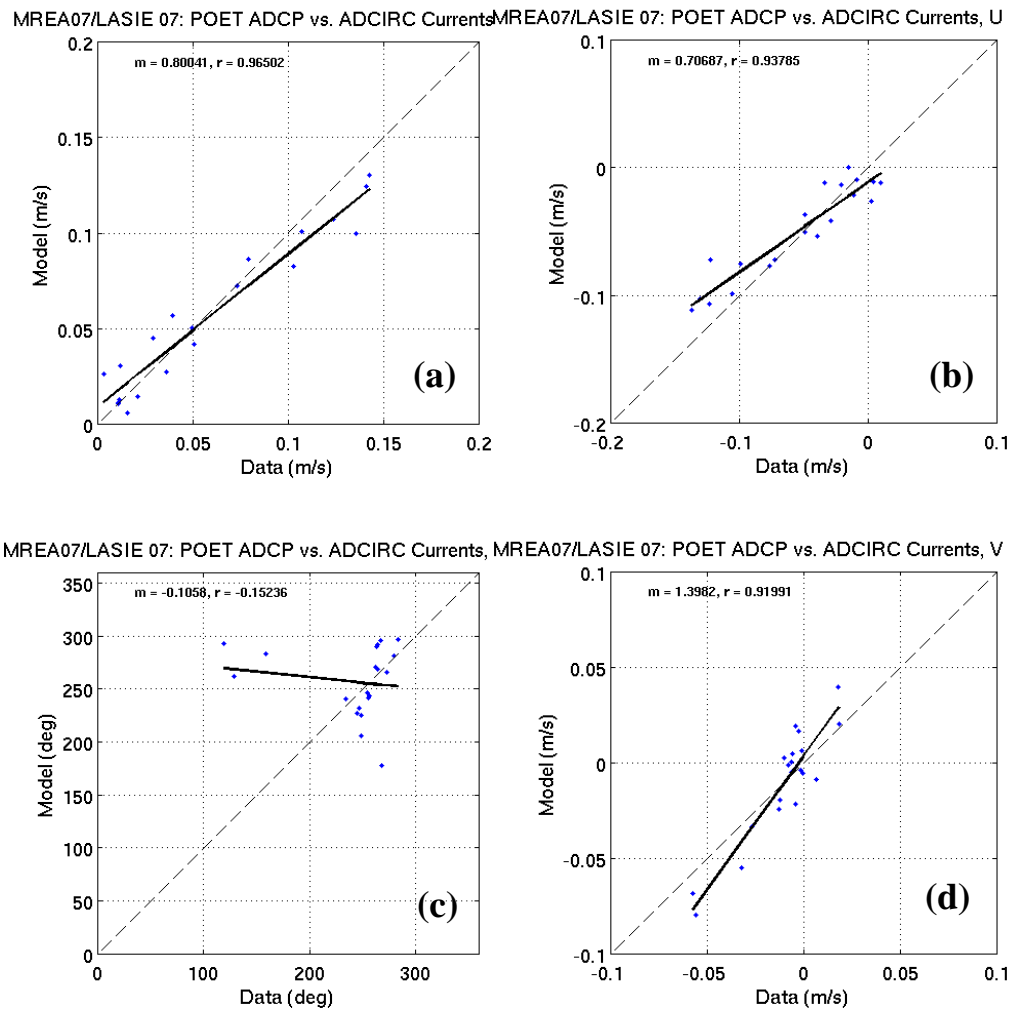 MREA07/LASIE 07: POET ADCP vs. ADCIRC Currents
m = 0.80041, r = 0.96502
0.2
0.15
0.1
0.05
0
Model (m/s)
(a)
0
0.05
0.1
0.15
0.2
Data (m/s)
MREA07/LASIE 07: POET ADCP vs. ADCIRC Currents, U
m = 0.70687, r = 0.93785
0.1
0
-0.1
-0.2
Model (m/s)
(b)
-0.2
-0.1
0
0.1
Data (m/s)
MREA07/LASIE 07: POET ADCP vs. ADCIRC Currents,
m = -0.1058, r = -0.15236
350
300
250
200
150
100
50
0
Model (deg)
(c)
0
100
200
300
Data (deg)
MREA07/LASIE 07: POET ADCP vs. ADCIRC Currents, V
m = 1.3982, r = 0.91991
0.1
0.05
0
-0.05
-0.1
Model (m/s)
(d)
-0.1
-0.05
0
0.05
0.1
Data (m/s)